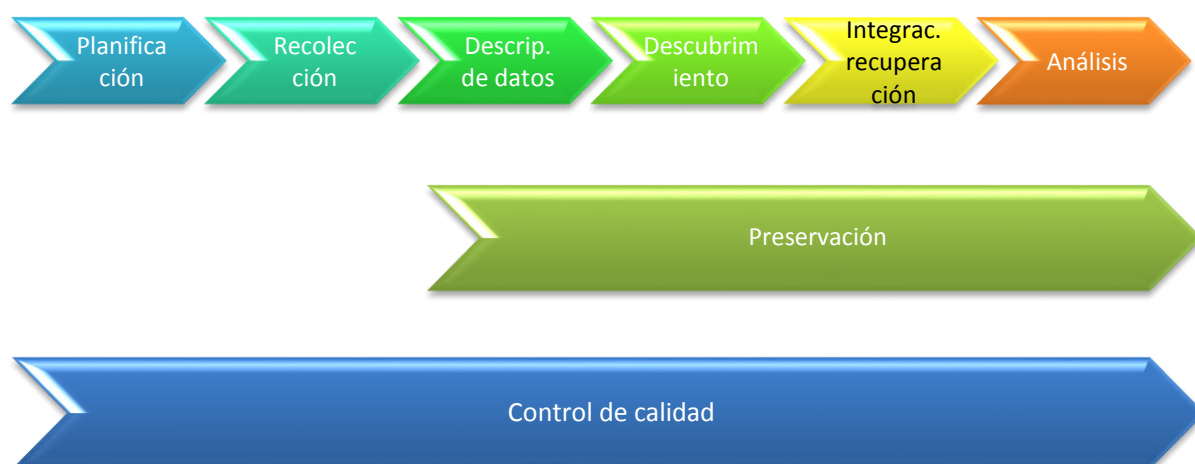 Planifica
ción
Recolec
ción
Descrip.
de datos
Descubrim
iento
Integrac.
recupera
ción
Análisis
Preservación
Control de calidad